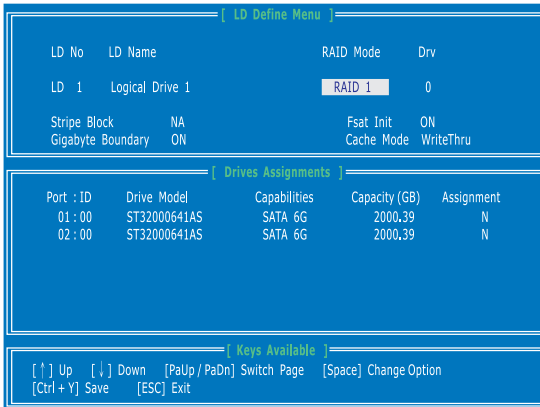 [ LD Define Menu ]
LD No LD Name RAID Mode Drv
LD 1 Logical Drive 1 RAID 1 0
Stripe Block NA Fsat Init ON
Gigabyte Boundary ON Cache Mode WriteThru
[ Drives Assignments ]
Port : ID Drive Model Capabilities Capacity (GB) Assignment
01 : 00 ST32000641AS SATA 6G 2000.39 N
02 : 00 ST32000641AS SATA 6G 2000.39 N
[ Keys Available ]
[ ↑ ] Up [ ↓ ] Down [PaUp / PaDn] Switch Page [Space] Change Option
[Ctrl + Y] Save [ESC] Exit